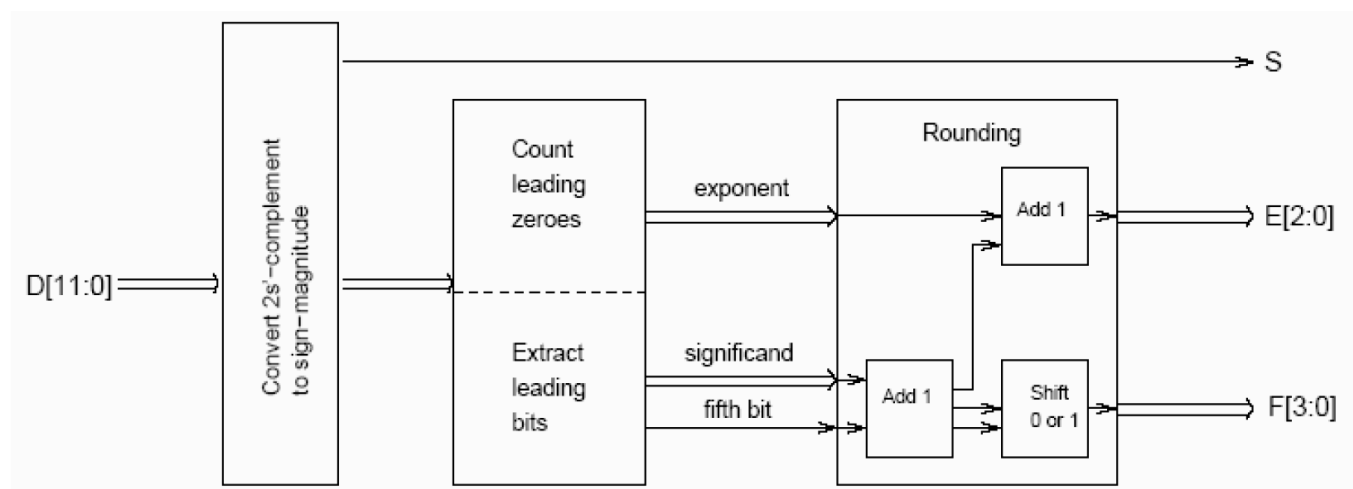 S
Rounding
Count
leading
zeroes
exponent
Add 1
E[2:0]
D[11:0]
Convert 2s'-complement
to sign-magnitude
Extract
leading
bits
significand
fifth bit
Add 1
Shift
0 or 1
F[3:0]